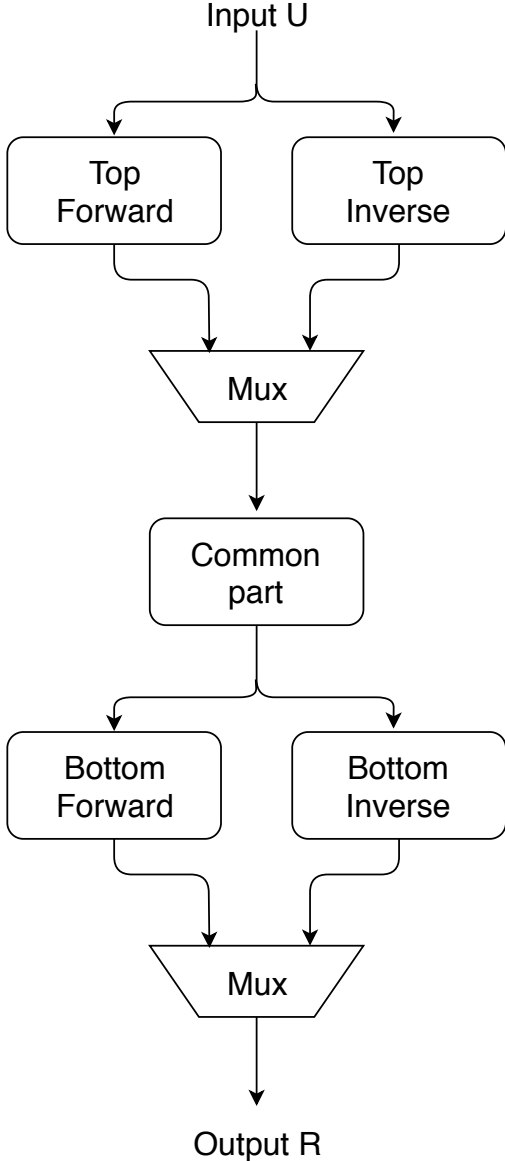 Input U
Top
Forward
Top
Inverse
Mux
Common
part
Bottom
Forward
Bottom
Inverse
Mux
Output R